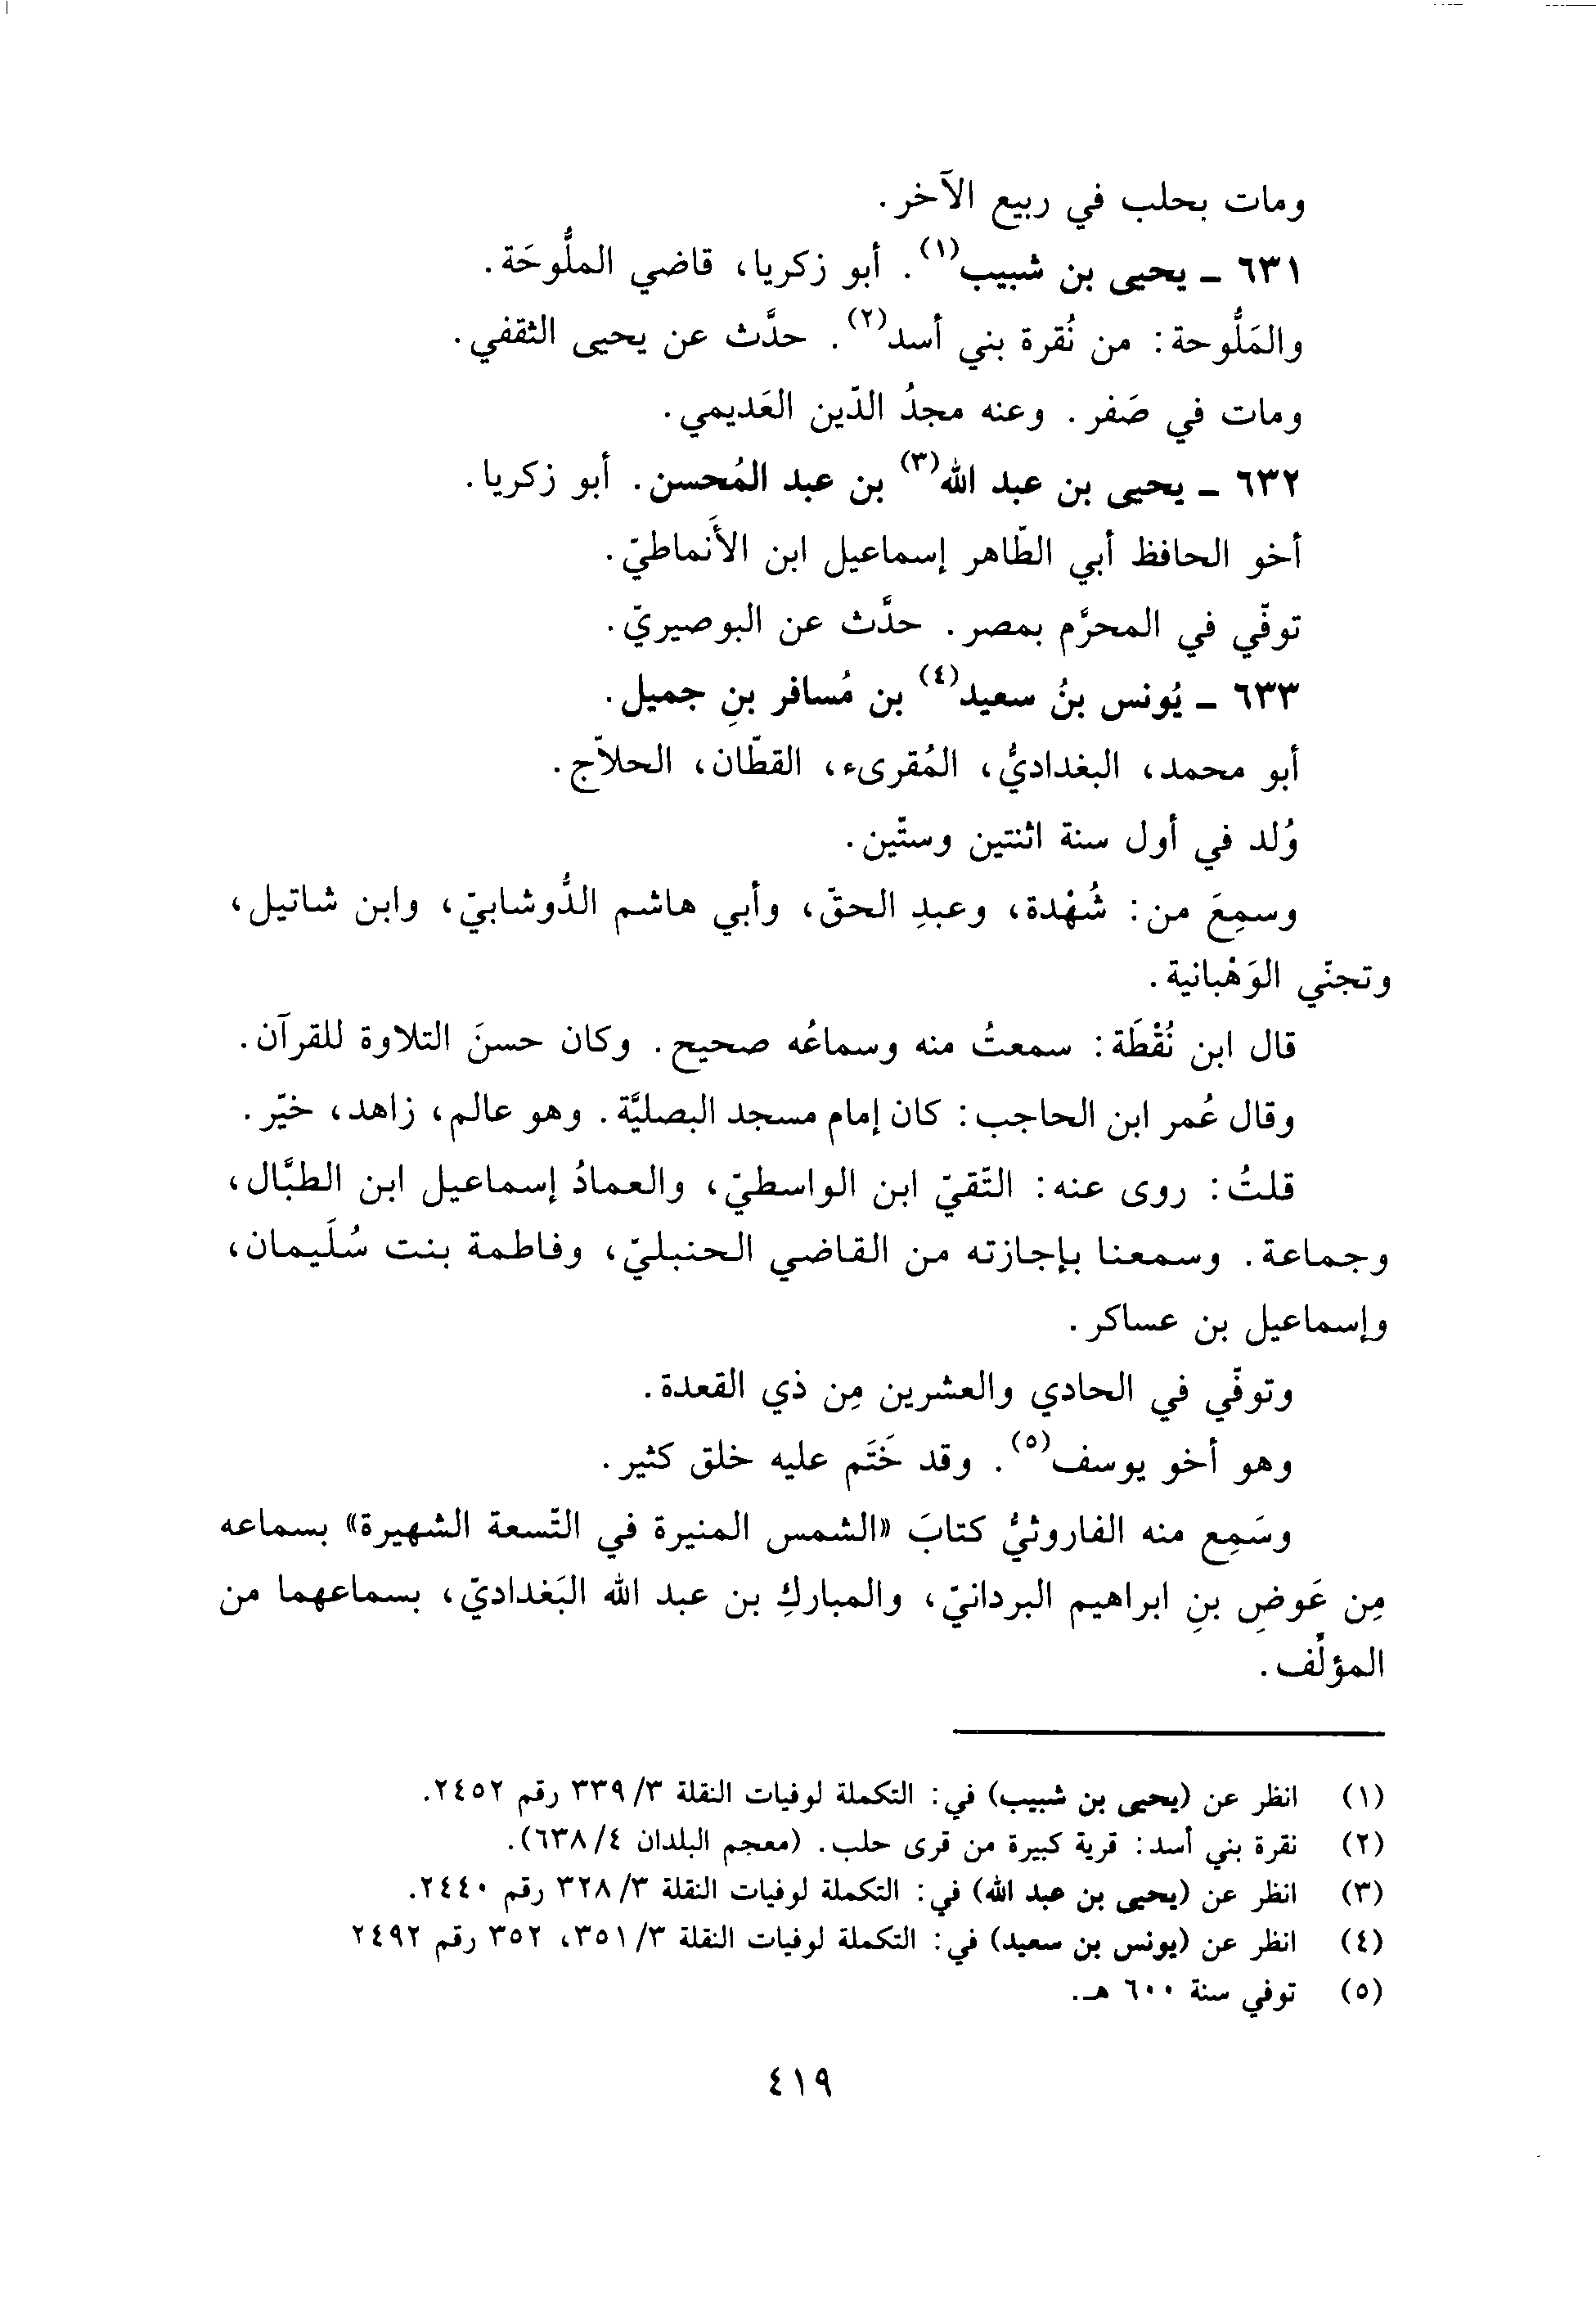 ومات بحلب في ربيع الآخر.
٦٣١ ـ يحيى بن شبيب(١). أبو زكريا، قاضي الملُّوحَة.
والمَلُّوحة: من نُقرة بني أسد(٢). حدَّث عن يحيى الثقفي.
ومات في صَفر. وعنه مجدُ الدّين العَديمي.
٦٣٢ ـ يحيى بن عبد الله(٣) بن عبد المُحسن. أبو زكريا.
أخو الحافظ أبي الطّاهر إسماعيل ابن الأَنماطيّ.
توفّي في المحرَّم بمصر. حدَّث عن البوصيريّ.
٦٣٣ ـ يُونس بنُ سعيد(٤) بن مُسافر بنِ جميل.
أبو محمد، البغداديُّ، المُقرىء، القطّان، الحلاّج.
وُلد في أول سنة اثنتين وستّين.
وسمِعَ من: شُهْدة، وعبدِ الحقّ، وأبي هاشم الدُّوشابيّ، وابن شاتيل،
وتجنّي الوَهْبانية.
قال ابن نُقْطَة: سمعتُ منه وسماعُه صحيح. وكان حسنَ التلاوة للقرآن.
وقال عُمر ابن الحاجب: كان إمام مسجد البصليَّة. وهو عالم، زاهد، خيّر.
قلتُ: روى عنه: التّقيّ ابن الواسطيّ، والعمادُ إسماعيل ابن الطبَّال،
وجماعة. وسمعنا بإجازته من القاضي الحنبليّ، وفاطمة بنت سُلَيمان،
وإسماعيل بن عساكر.
وتوفّي في الحادي والعشرين مِن ذي القعدة.
وهو أخو يوسف(٥). وقد خَتَم عليه خلق كثير.
وسَمِع منه الفاروثيُّ كتابَ «الشمس المنيرة في التّسعة الشهيرة» بسماعه
مِن عَوضِ بنِ ابراهيم البردانيّ، والمباركِ بن عبد الله البَغداديّ، بسماعهما من
المؤلّف.
(١) انظر عن (يحيى بن شبيب) في: التكملة لوفيات النقلة ٣/ ٣٣٩ رقم ٢٤٥٢.
(٢) نقرة بني أسد: قرية كبيرة من قرى حلب. (معجم البلدان ٤/ ٦٣٨).
(٣) انظر عن (يحيى بن عبد الله) في: التكملة لوفيات النقلة ٣/ ٣٢٨ رقم ٢٤٤٠.
(٤) انظر عن (يونس بن سعيد) في: التكملة لوفيات النقلة ٣/ ٣٥١، ٣٥٢ رقم ٢٤٩٢
(٥) توفي سنة ٦٠٠ هـ.
٤١٩